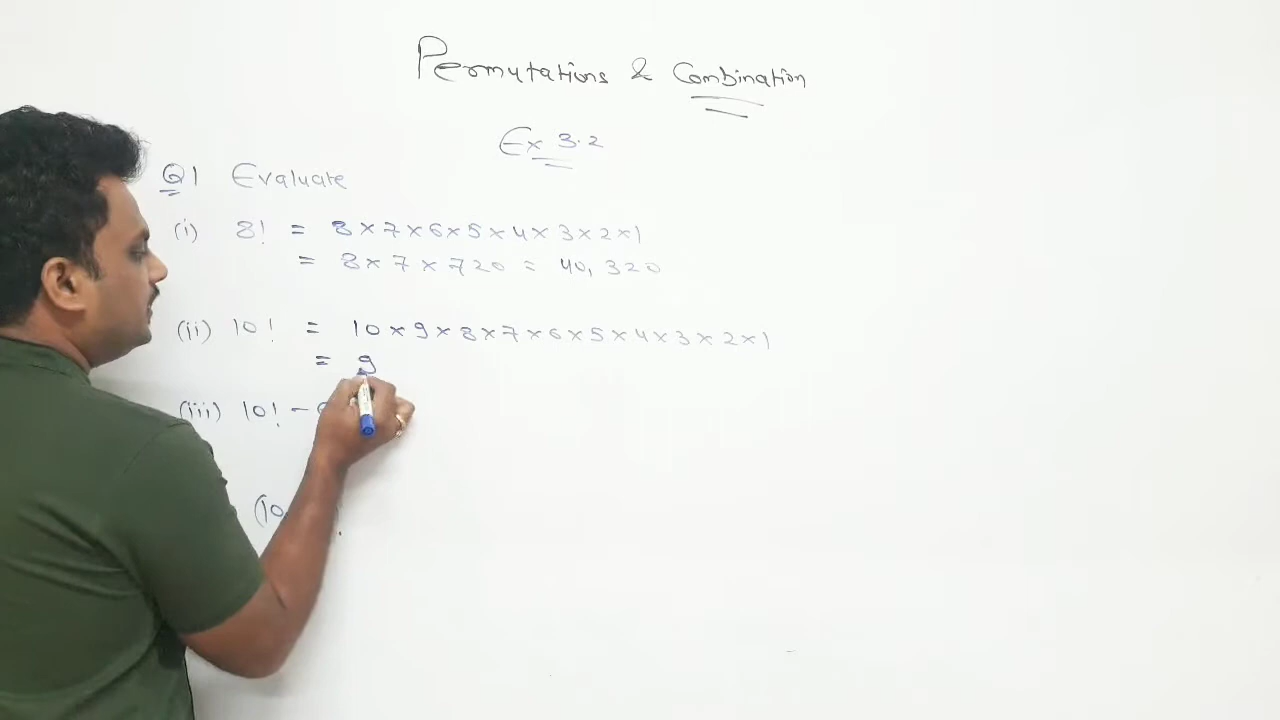 Permutations & Combination
Ex 3.2
Q1 Evaluate
(i) 8! = 8×7×6×5×4×3×2×1
= 8×7×720 = 40,320
(ii) 10! = 10×9×8×7×6×5×4×3×2×1
= 9
(iii) 10! –
(10